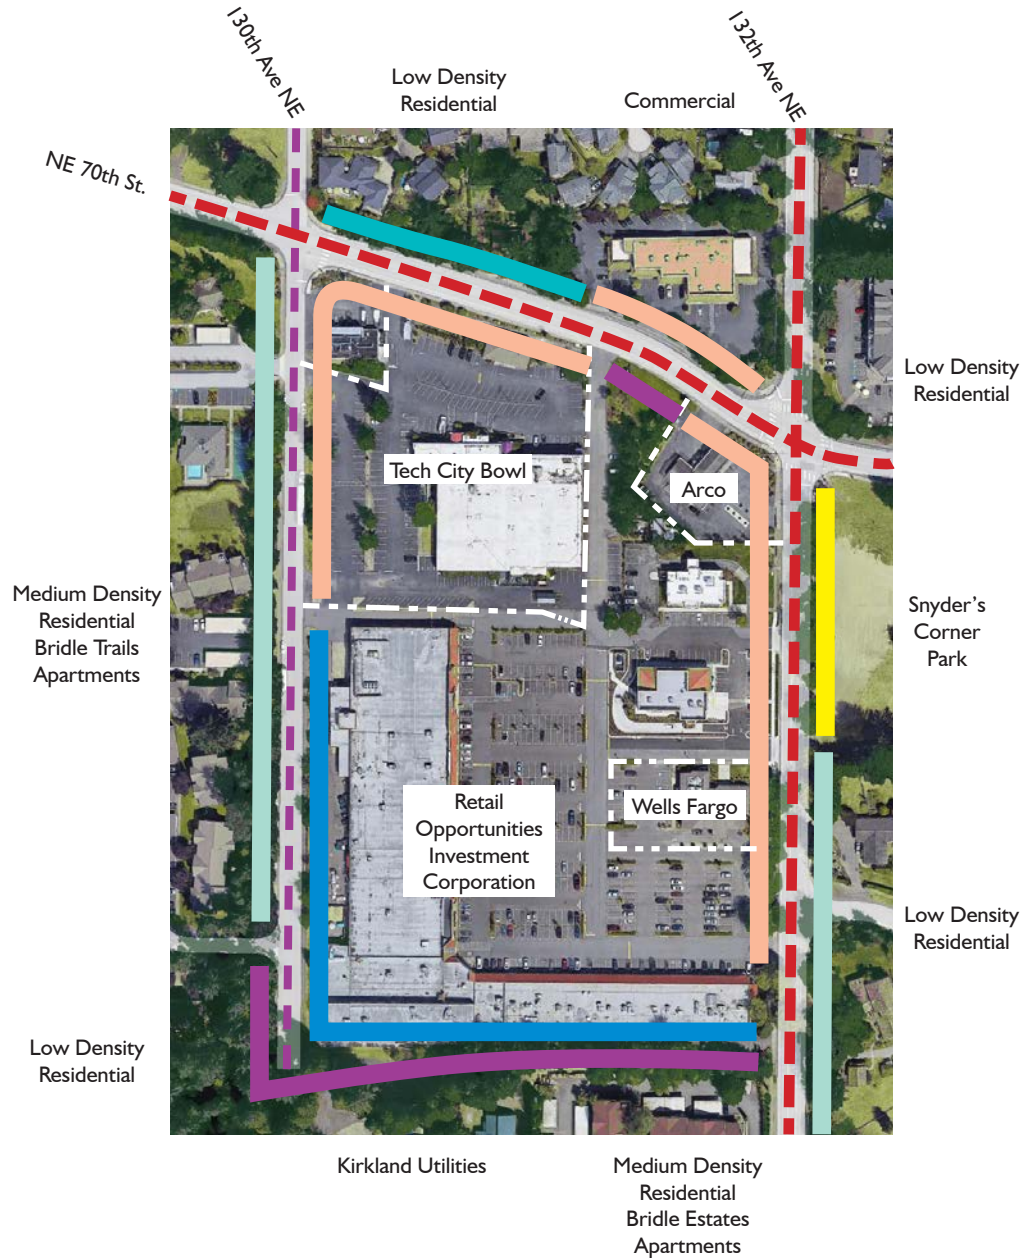 130th Ave NE
132th Ave NE
Low Density
Residential
Commercial
NE 70th St.
Low Density
Residential
Tech City Bowl
Arco
Medium Density
Residential
Bridle Trails
Apartments
Snyder's
Corner
Park
Retail
Opportunities
Investment
Corporation
Wells Fargo
Low Density
Residential
Low Density
Residential
Kirkland Utilities
Medium Density
Residential
Bridle Estates
Apartments